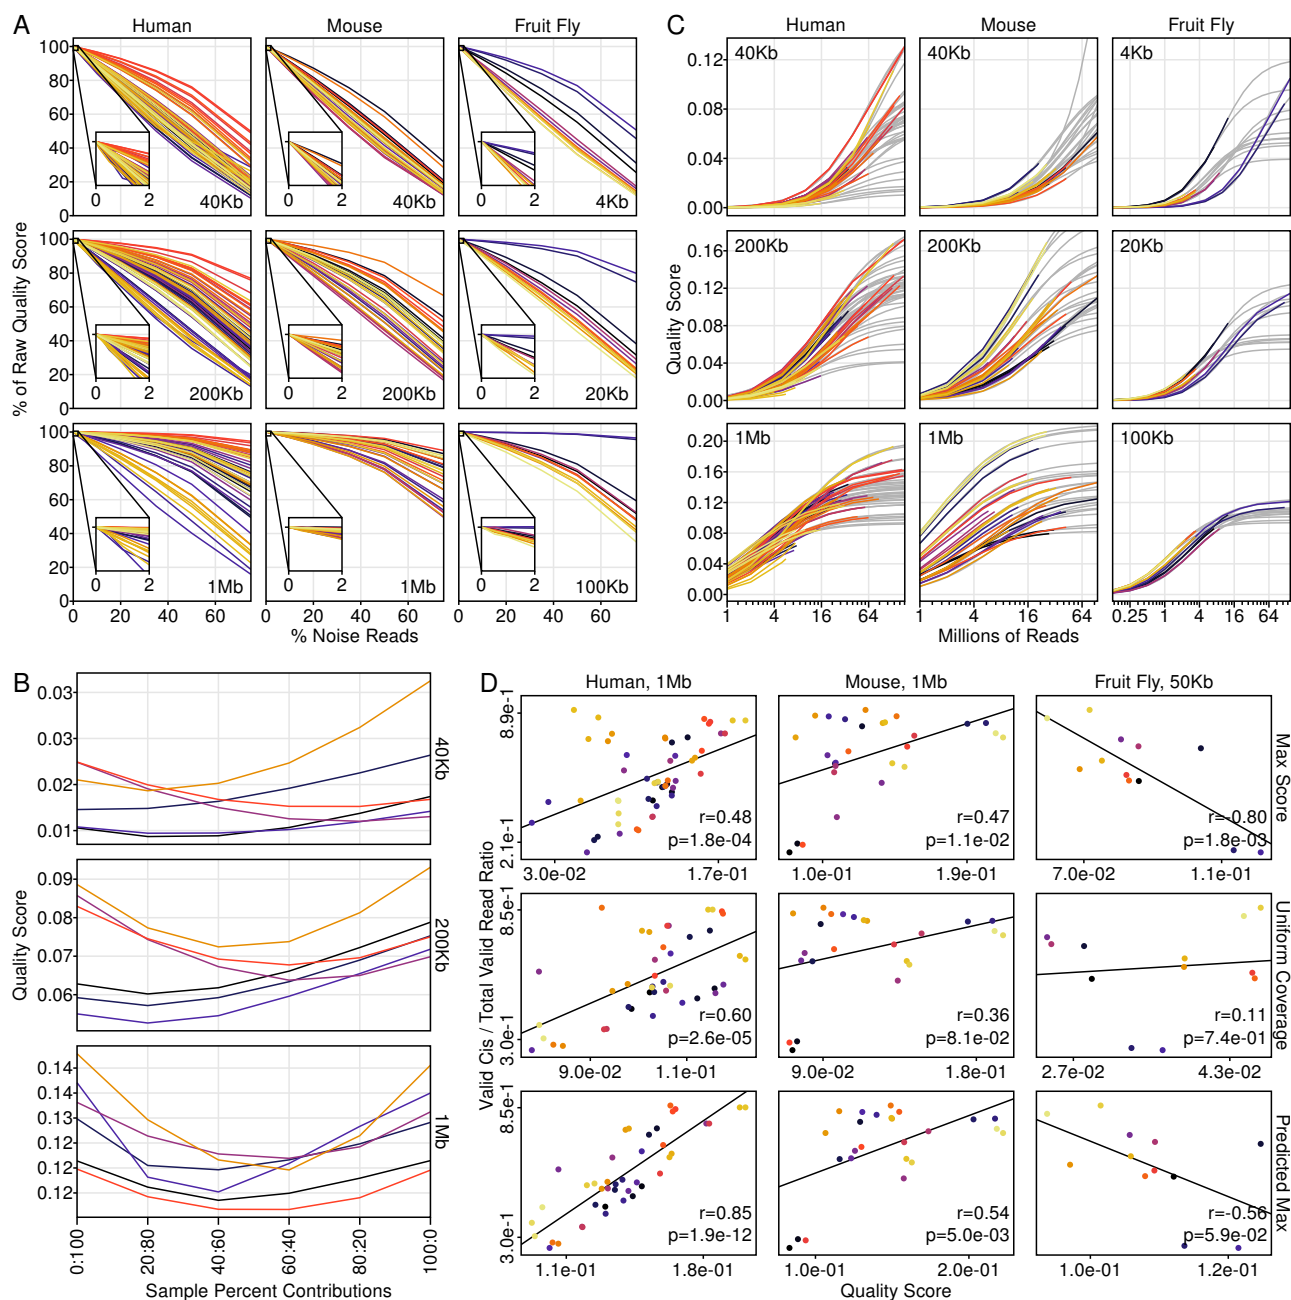 A
Human
Mouse
Fruit Fly
100
80
60
40
20
0
0 2
40Kb
0 2
40Kb
0 2
4Kb
100
80
60
40
20
0
0 2
200Kb
0 2
200Kb
0 2
20Kb
100
80
60
40
20
0
0 2
1Mb
0 2
1Mb
0 2
100Kb
0 20 40 60
0 20 40 60
0 20 40 60
% Noise Reads
% of Raw Quality Score
C
Human
Mouse
Fruit Fly
0.12
0.08
0.04
0.00
40Kb
40Kb
4Kb
0.16
0.12
0.08
0.04
0.00
200Kb
200Kb
20Kb
0.20
0.16
0.12
0.08
0.04
0.00
1Mb
1Mb
100Kb
1 4 16 64
1 4 16 64
0.25 1 4 16 64
Millions of Reads
Quality Score
B
0.03
0.03
0.02
0.01
40Kb
0.09
0.08
0.07
0.06
200Kb
0.14
0.13
0.12
0.12
0.12
1Mb
0:100
20:80
40:60
60:40
80:20
100:0
Sample Percent Contributions
Quality Score
D
Human, 1Mb
Mouse, 1Mb
Fruit Fly, 50Kb
8.9e-1
2.1e-1
r=0.48
p=1.8e-04
r=0.47
p=1.1e-02
r=-0.80
p=1.8e-03
Max Score
3.0e-02 1.7e-01
1.0e-01 1.9e-01
7.0e-02 1.1e-01
8.5e-1
3.0e-1
r=0.60
p=2.6e-05
r=0.36
p=8.1e-02
r=0.11
p=7.4e-01
Uniform Coverage
9.0e-02 1.1e-01
9.0e-02 1.8e-01
2.7e-02 4.3e-02
8.5e-1
3.0e-1
r=0.85
p=1.9e-12
r=0.54
p=5.0e-03
r=-0.56
p=5.9e-02
Predicted Max
1.1e-01 1.8e-01
1.0e-01 2.0e-01
1.0e-01 1.2e-01
Quality Score
Valid Cis / Total Valid Read Ratio